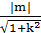 |m|
√1+k²